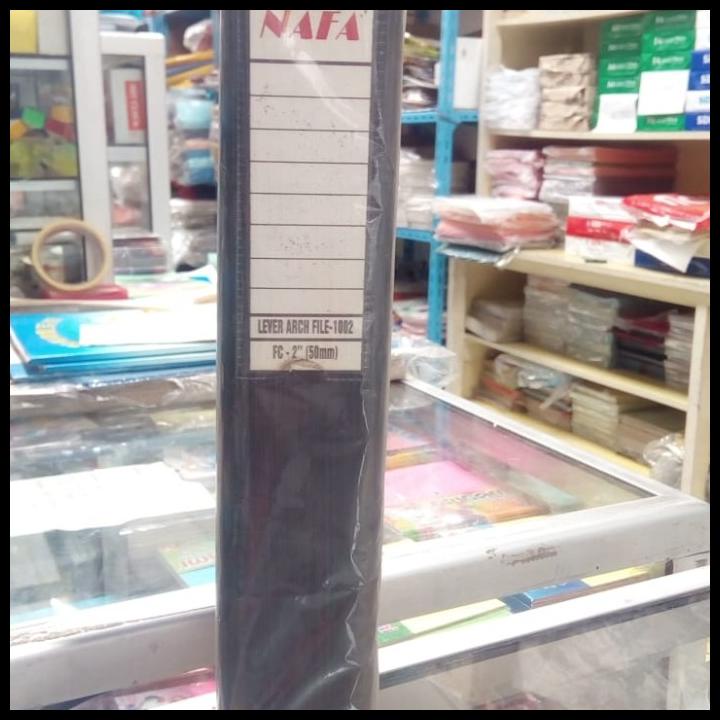 NAFA
LEVER ARCH FILE-1002
FC - 2" (50mm)